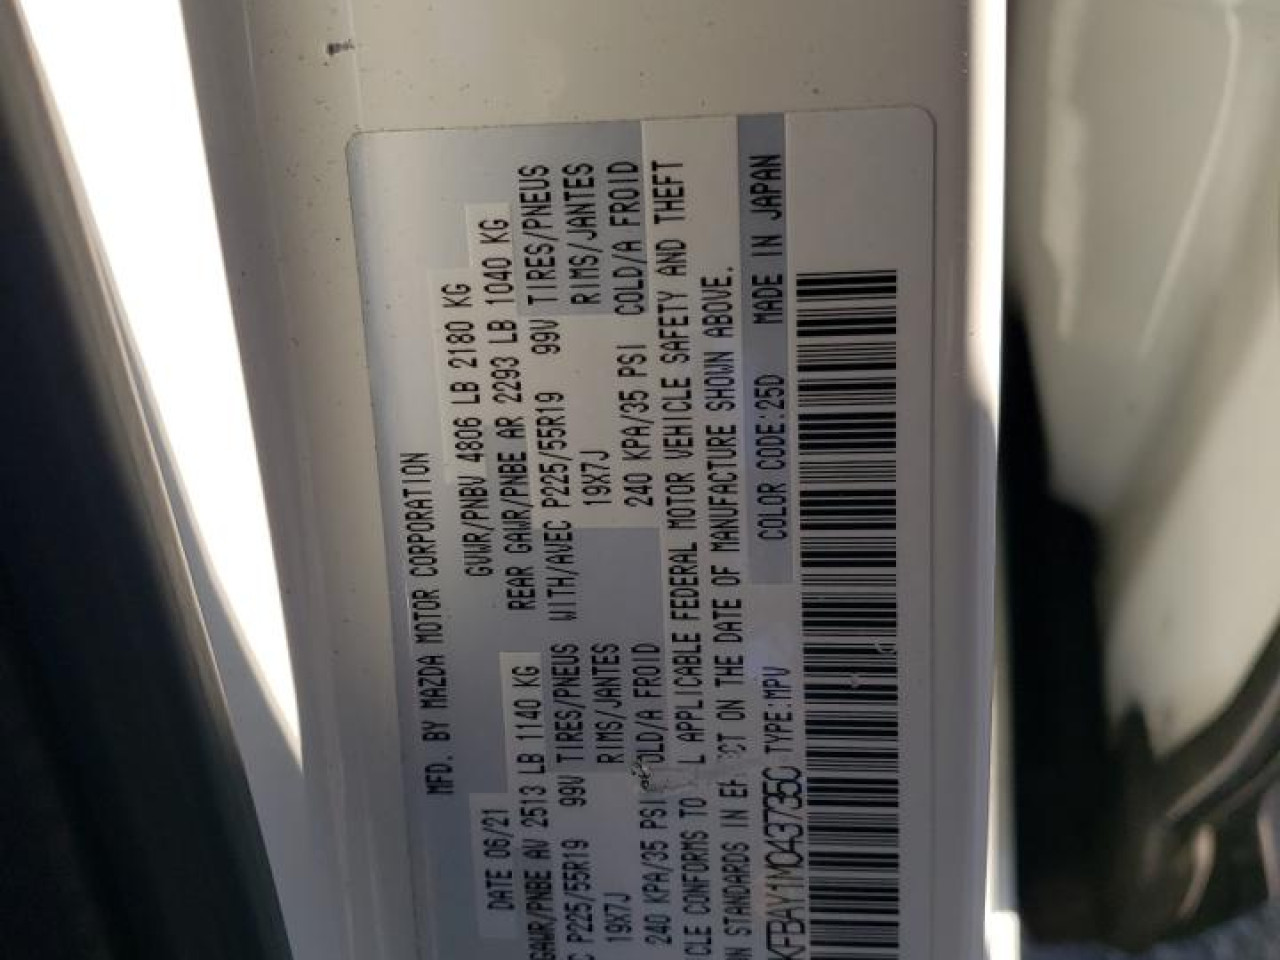 MFD. BY MAZDA MOTOR CORPORATION
DATE 06/21 GVWR/PNBV 4806 LB 2180 KG
GAWR/PNBE AV 2513 LB 1140 KG REAR GAWR/PNBE AR 2293 LB 1040 KG
P225/55R19 99V TIRES/PNEUS WITH/AVEC P225/55R19 99V TIRES/PNEUS
19X7J RIMS/JANTES 19X7J RIMS/JANTES
240 KPA/35 PSI OLD/A FROID 240 KPA/35 PSI COLD/A FROID
CLE CONFORMS TO L APPLICABLE FEDERAL MOTOR VEHICLE SAFETY AND THEFT
N STANDARDS IN EF CT ON THE DATE OF MANUFACTURE SHOWN ABOVE.
KFBAY1M0437350 TYPE:MPV COLOR CODE:25D MADE IN JAPAN